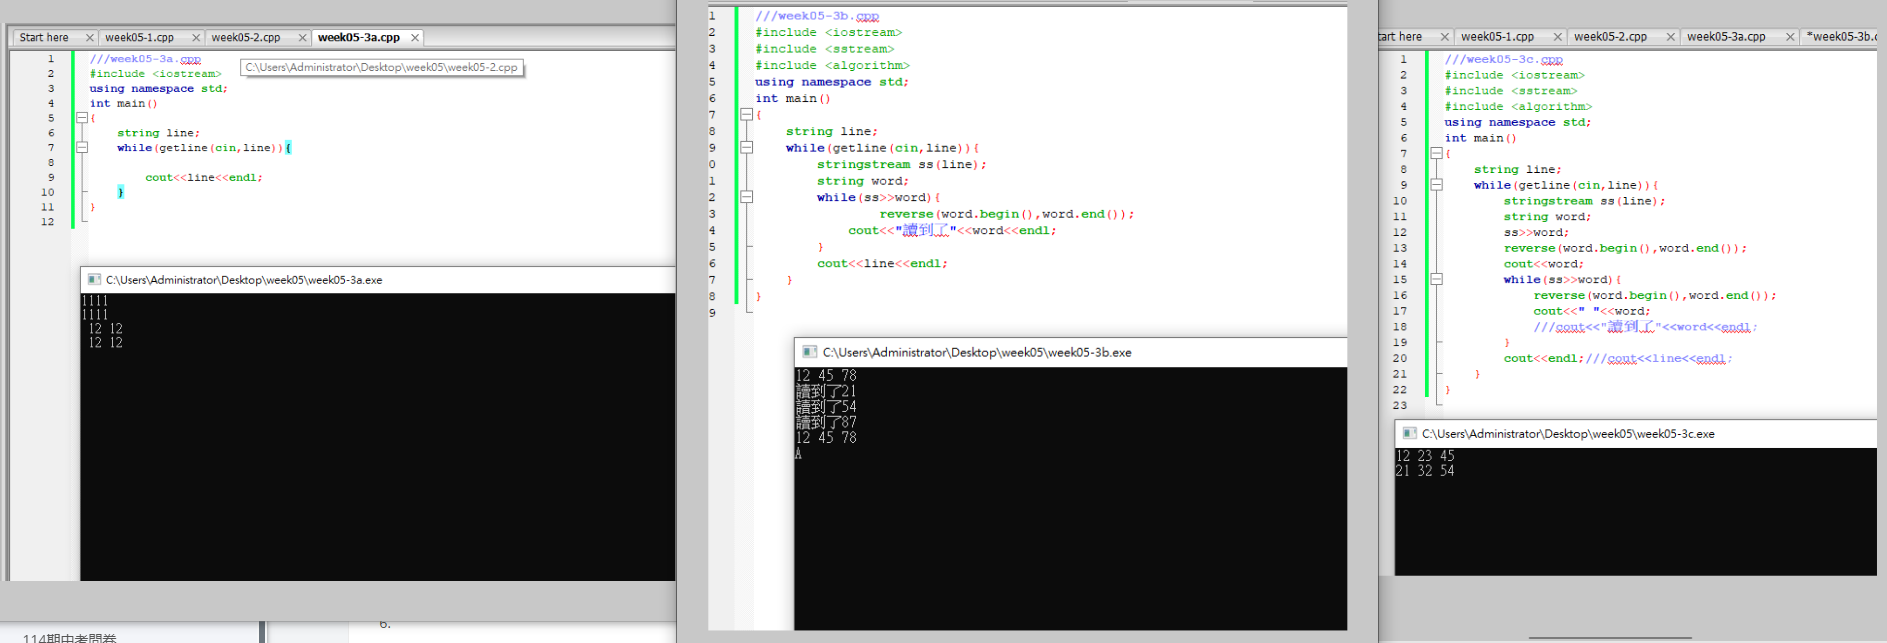 Start here × week05-1.cpp × week05-2.cpp × week05-3a.cpp ×
1 ///week05-3a.cpp
C:\Users\Administrator\Desktop\week05\week05-2.cpp
2 #include <iostream>
3 using namespace std;
4 int main()
5 {
6 string line;
7 while(getline(cin,line)){
8
9 cout<<line<<endl;
10 }
11 }
12
C:\Users\Administrator\Desktop\week05\week05-3a.exe
1111
1111
12 12
12 12
114期中考問卷
6.
1 ///week05-3b.cpp
2 #include <iostream>
3 #include <sstream>
4 #include <algorithm>
5 using namespace std;
6 int main()
7 {
8 string line;
9 while(getline(cin,line)){
0 stringstream ss(line);
1 string word;
2 while(ss>>word){
3 reverse(word.begin(),word.end());
4 cout<<"讀到了"<<word<<endl;
5 }
6 cout<<line<<endl;
7 }
8 }
9
C:\Users\Administrator\Desktop\week05\week05-3b.exe
12 45 78
讀到了21
讀到了54
讀到了87
12 45 78
A
tart here × week05-1.cpp × week05-2.cpp × week05-3a.cpp × *week05-3b.c
1 ///week05-3c.cpp
2 #include <iostream>
3 #include <sstream>
4 #include <algorithm>
5 using namespace std;
6 int main()
7 {
8 string line;
9 while(getline(cin,line)){
10 stringstream ss(line);
11 string word;
12 ss>>word;
13 reverse(word.begin(),word.end());
14 cout<<word;
15 while(ss>>word){
16 reverse(word.begin(),word.end());
17 cout<<" "<<word;
18 ///cout<<"讀到了"<<word<<endl;
19 }
20 cout<<endl;///cout<<line<<endl;
21 }
22 }
23
C:\Users\Administrator\Desktop\week05\week05-3c.exe
12 23 45
21 32 54